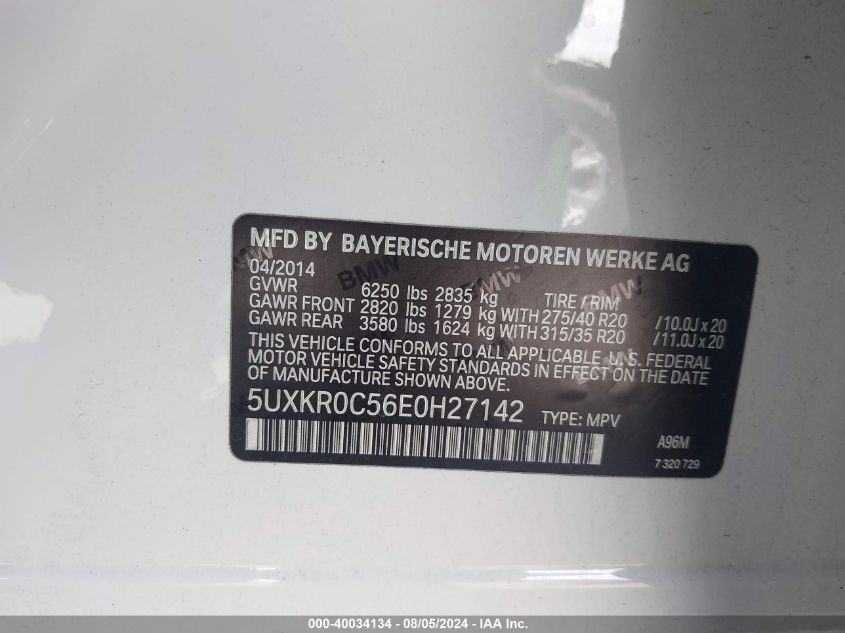 MFD BY BAYERISCHE MOTOREN WERKE AG
04/2014
GVWR 6250 lbs 2835 kg TIRE / RIM
GAWR FRONT 2820 lbs 1279 kg WITH 275/40 R20 /10.0J x 20
GAWR REAR 3580 lbs 1624 kg WITH 315/35 R20 /11.0J x 20
THIS VEHICLE CONFORMS TO ALL APPLICABLE U. S. FEDERAL
MOTOR VEHICLE SAFETY STANDARDS IN EFFECT ON THE DATE
OF MANUFACTURE SHOWN ABOVE.
5UXKR0C56E0H27142 TYPE: MPV
A96M
7 320 729
000-40034134 - 08/05/2024 - IAA Inc.